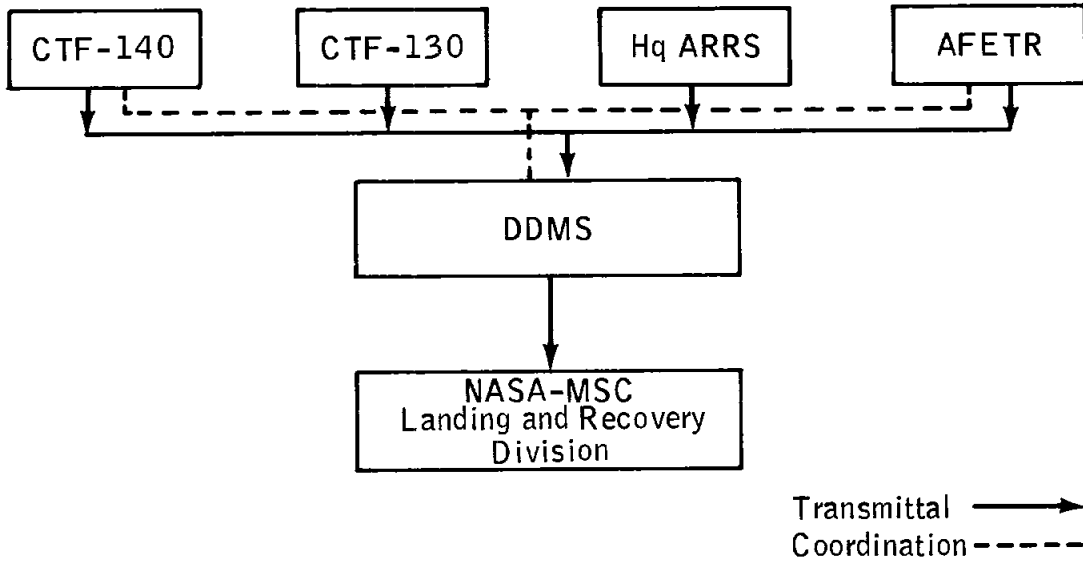 CTF-140
CTF-130
Hq ARRS
AFETR
DDMS
NASA-MSC
Landing and Recovery
Division
Transmittal
Coordination